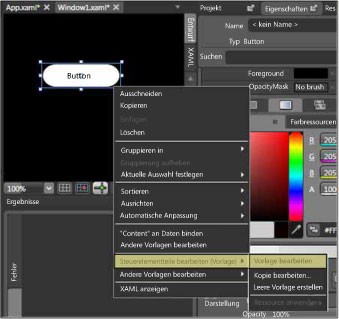 App.xaml*
Window1.xaml*
Projekt
Eigenschaften
Res
Name
< kein Name >
Typ Button
Suchen
Foreground
OpacityMask
No brush
Entwurf
XAML
Button
Ausschneiden
Kopieren
Einfügen
Löschen
Gruppieren in
Gruppierung aufheben
Aktuelle Auswahl festlegen
Sortieren
Ausrichten
Automatische Anpassung
"Content" an Daten binden
Andere Vorlagen bearbeiten
Steuerelementteile bearbeiten (Vorlage)
Andere Vorlagen bearbeiten
XAML anzeigen
Vorlage bearbeiten
Kopie bearbeiten...
Leere Vorlage erstellen
Ressource anwenden
Farbressourcen
R 205
G 205
B 205
A 100
#FF
100%
Ergebnisse
Fehler
Darstellung
Opacity 100%